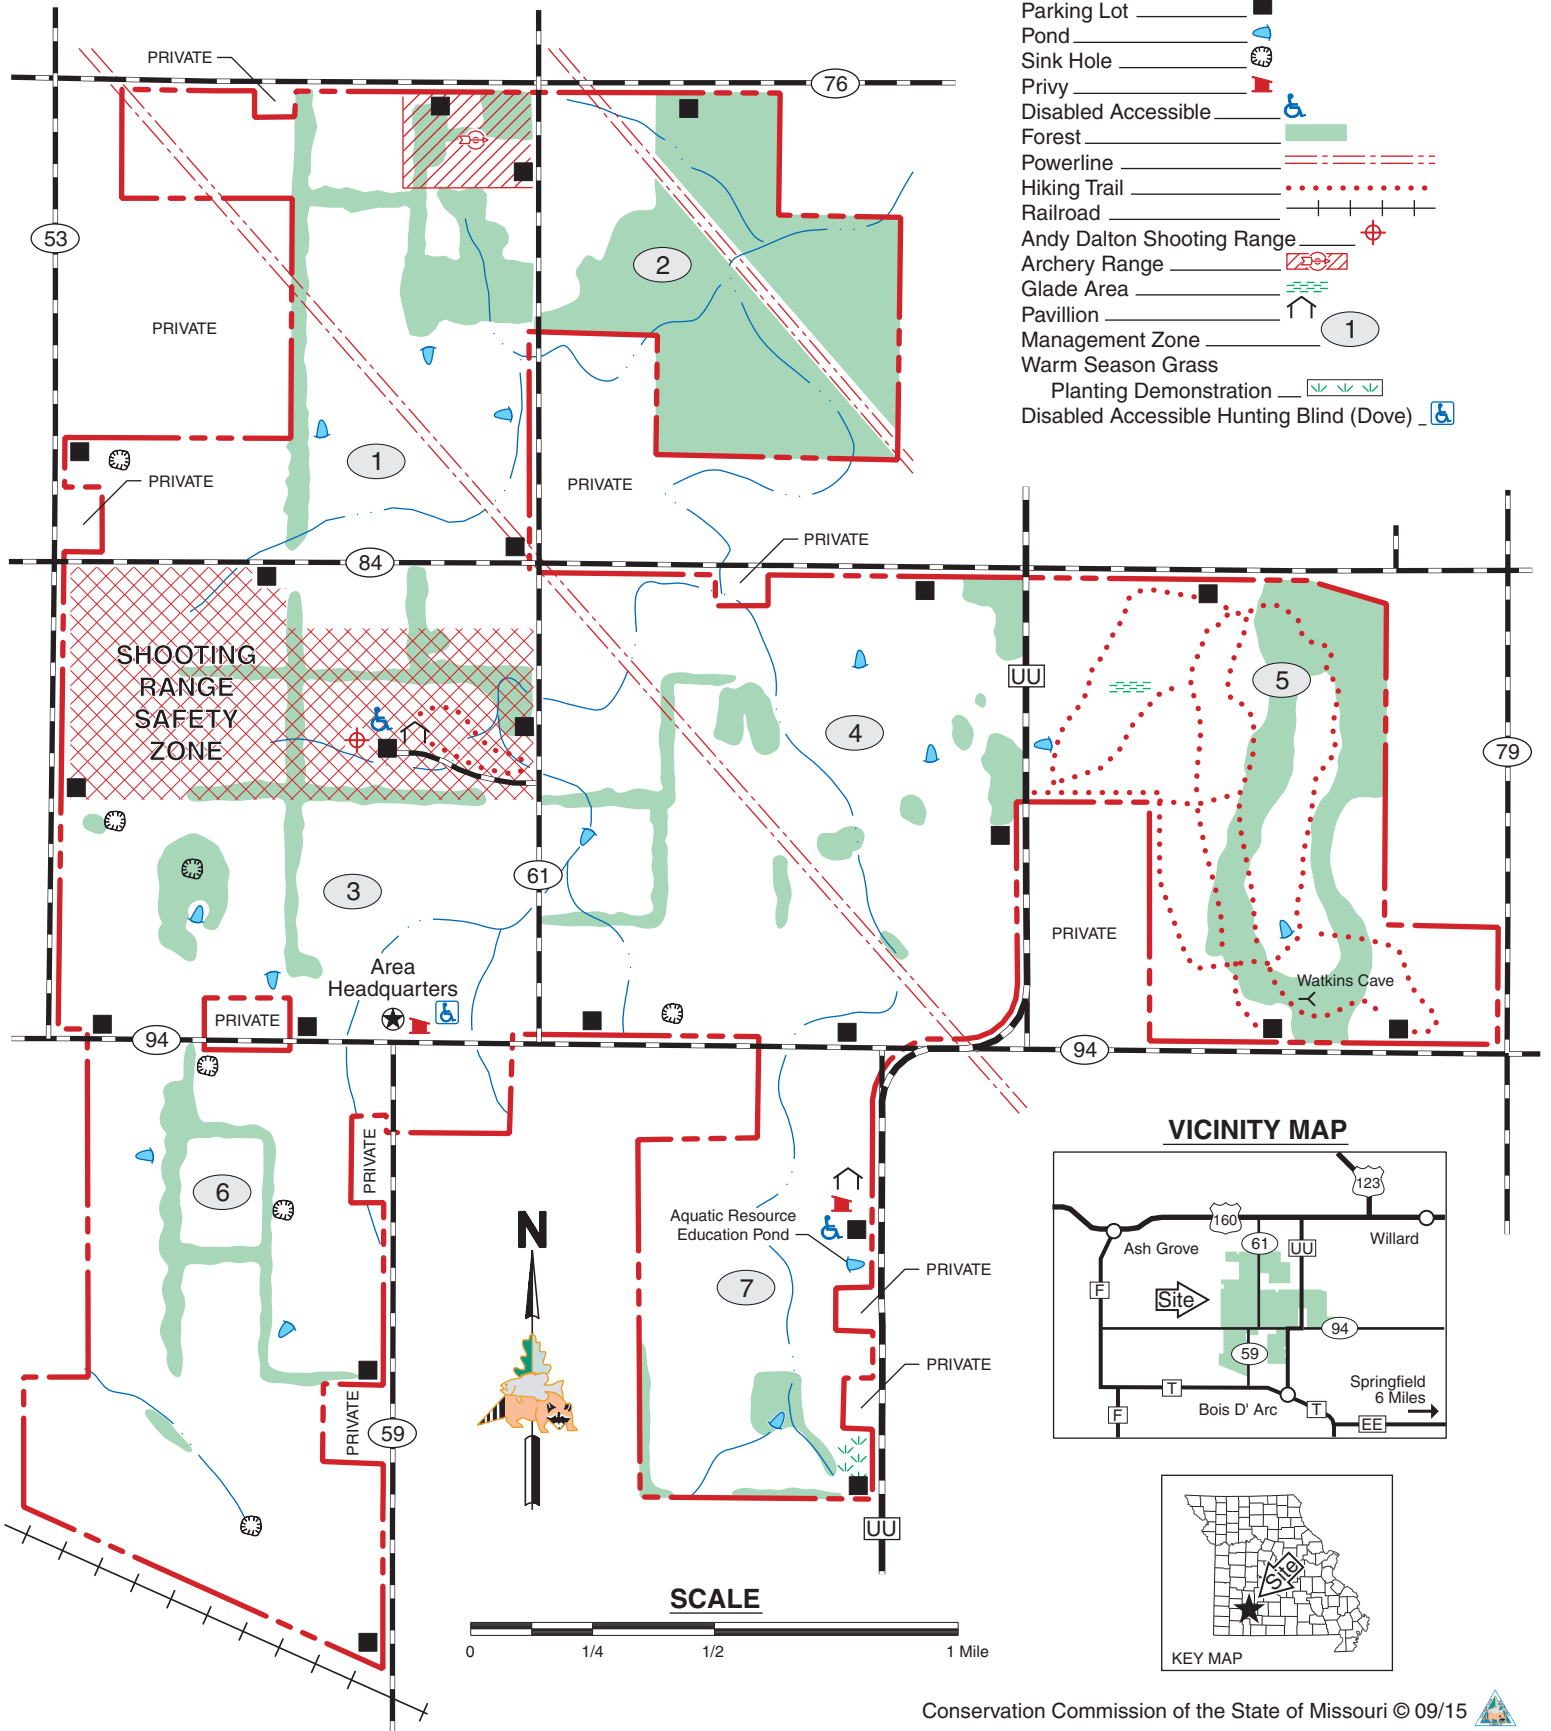 Parking Lot
Pond
Sink Hole
Privy
Disabled Accessible
Forest
Powerline
Hiking Trail
Railroad
Andy Dalton Shooting Range
Archery Range
Glade Area
Pavillion
Management Zone
1
Warm Season Grass
Planting Demonstration
Disabled Accessible Hunting Blind (Dove)
PRIVATE
76
53
2
PRIVATE
1
PRIVATE
PRIVATE
PRIVATE
84
SHOOTING
RANGE
SAFETY
ZONE
UU
5
4
79
61
3
PRIVATE
Area
Headquarters
Watkins Cave
PRIVATE
94
94
PRIVATE
6
N
Aquatic Resource
Education Pond
7
PRIVATE
PRIVATE
PRIVATE
59
UU
VICINITY MAP
123
160
61
UU
Willard
Ash Grove
F
Site
94
59
Springfield
6 Miles
T
Bois D' Arc
T
F
EE
Site
KEY MAP
SCALE
0
1/4
1/2
1 Mile
Conservation Commission of the State of Missouri © 09/15